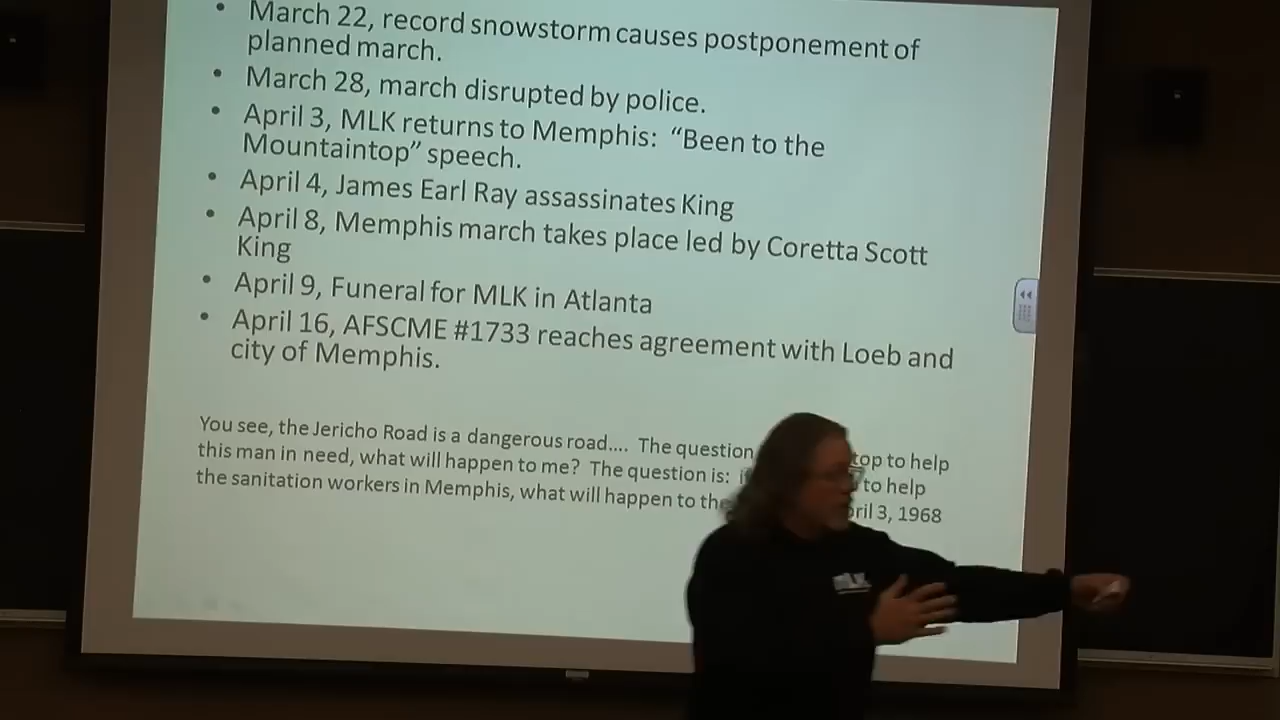 • March 22, record snowstorm causes postponement of
planned march.
• March 28, march disrupted by police.
• April 3, MLK returns to Memphis: “Been to the
Mountaintop” speech.
• April 4, James Earl Ray assassinates King
• April 8, Memphis march takes place led by Coretta Scott
King
• April 9, Funeral for MLK in Atlanta
• April 16, AFSCME #1733 reaches agreement with Loeb and
city of Memphis.
You see, the Jericho Road is a dangerous road.... The question top to help
this man in need, what will happen to me? The question is: to help
the sanitation workers in Memphis, what will happen to the ril 3, 1968
MLK